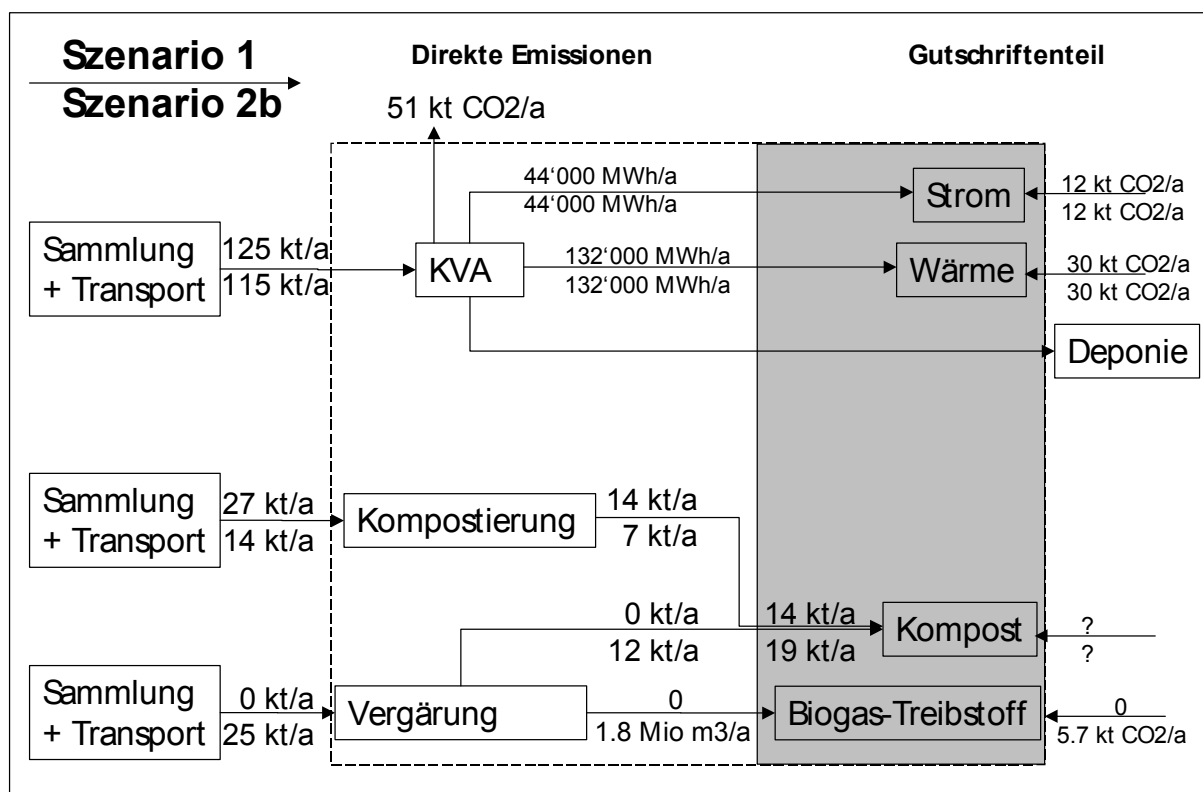 Szenario 1
Szenario 2b
Direkte Emissionen
Gutschriftenteil
51 kt CO2/a
44‘000 MWh/a
44‘000 MWh/a
Strom
12 kt CO2/a
12 kt CO2/a
Sammlung
+ Transport
125 kt/a
115 kt/a
KVA
132‘000 MWh/a
132‘000 MWh/a
Wärme
30 kt CO2/a
30 kt CO2/a
Deponie
Sammlung
+ Transport
27 kt/a
14 kt/a
Kompostierung
14 kt/a
7 kt/a
0 kt/a
12 kt/a
14 kt/a
19 kt/a
Kompost
?
?
Sammlung
+ Transport
0 kt/a
25 kt/a
Vergärung
0
1.8 Mio m3/a
Biogas-Treibstoff
0
5.7 kt CO2/a